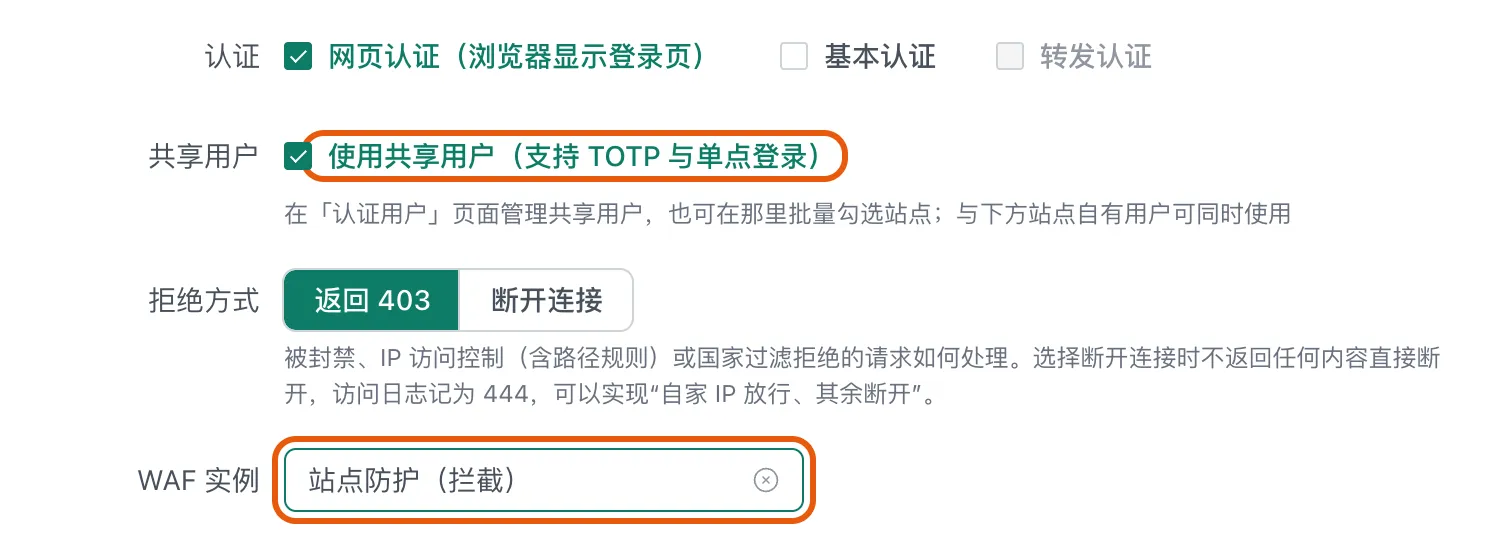 认证 网页认证（浏览器显示登录页） 基本认证 转发认证
共享用户 使用共享用户（支持 TOTP 与单点登录）
在「认证用户」页面管理共享用户，也可在那里批量勾选站点；与下方站点自有用户可同时使用
拒绝方式 返回 403 断开连接
被封禁、IP 访问控制（含路径规则）或国家过滤拒绝的请求如何处理。选择断开连接时不返回任何内容直接断
开，访问日志记为 444，可以实现“自家 IP 放行、其余断开”。
WAF 实例 站点防护（拦截）